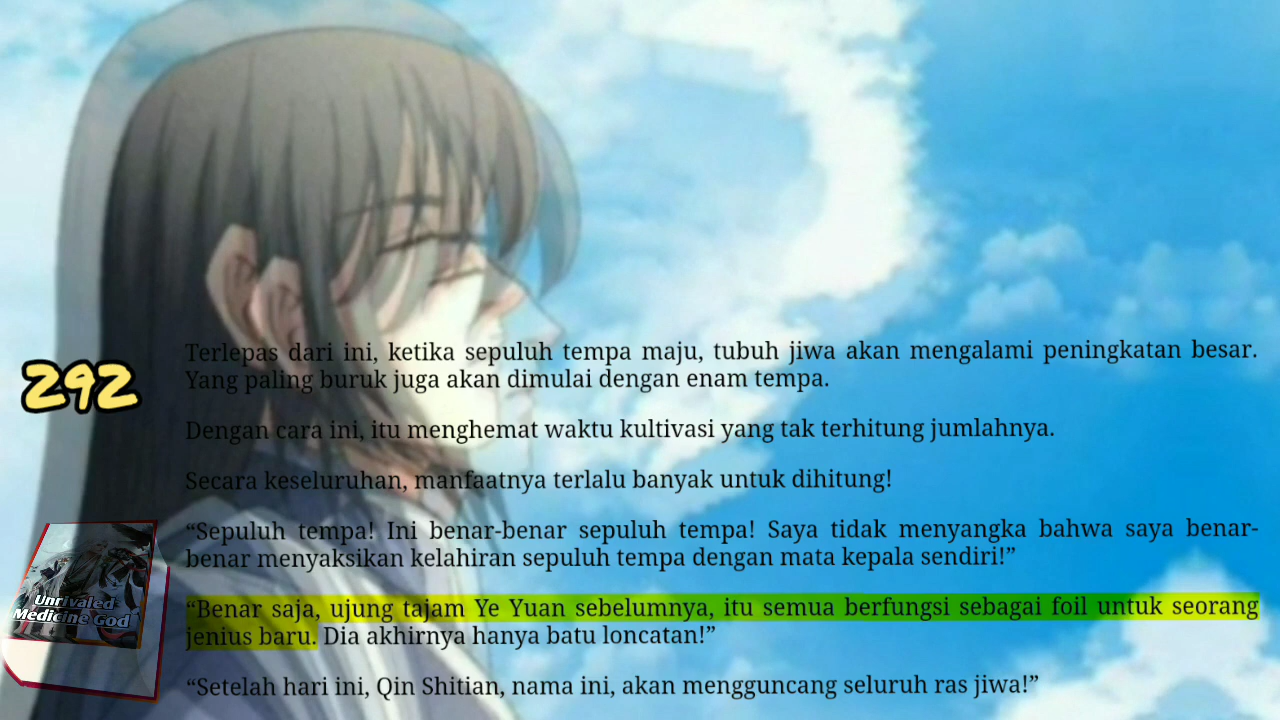 Terlepas dari ini, ketika sepuluh tempa maju, tubuh jiwa akan mengalami peningkatan besar.
Yang paling buruk juga akan dimulai dengan enam tempa.
292
Dengan cara ini, itu menghemat waktu kultivasi yang tak terhitung jumlahnya.
Secara keseluruhan, manfaatnya terlalu banyak untuk dihitung!
“Sepuluh tempa! Ini benar-benar sepuluh tempa! Saya tidak menyangka bahwa saya benar-
benar menyaksikan kelahiran sepuluh tempa dengan mata kepala sendiri!”
“Benar saja, ujung tajam Ye Yuan sebelumnya, itu semua berfungsi sebagai foil untuk seorang
jenius baru. Dia akhirnya hanya batu loncatan!”
Unrivaled
Medicine God
“Setelah hari ini, Qin Shitian, nama ini, akan mengguncang seluruh ras jiwa!”